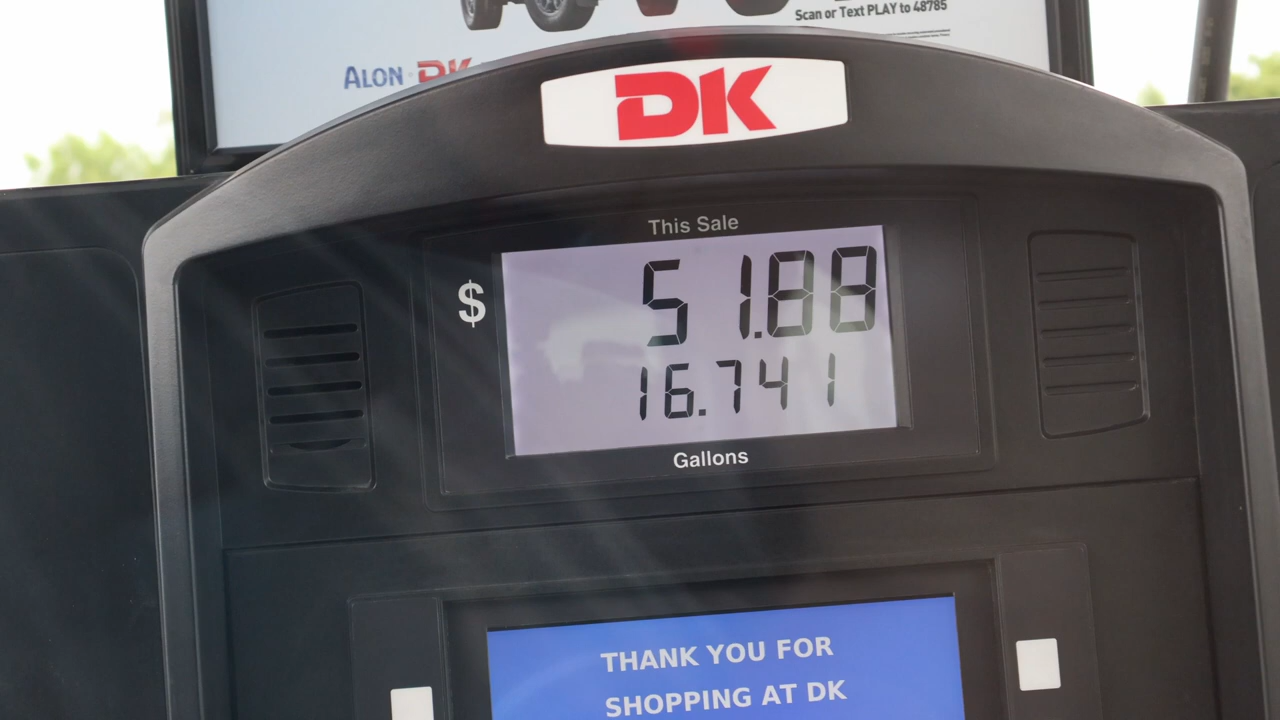 Scan or Text PLAY to 48785
ALON DK
DK
This Sale
$ 51.88
16.741
Gallons
THANK YOU FOR
SHOPPING AT DK